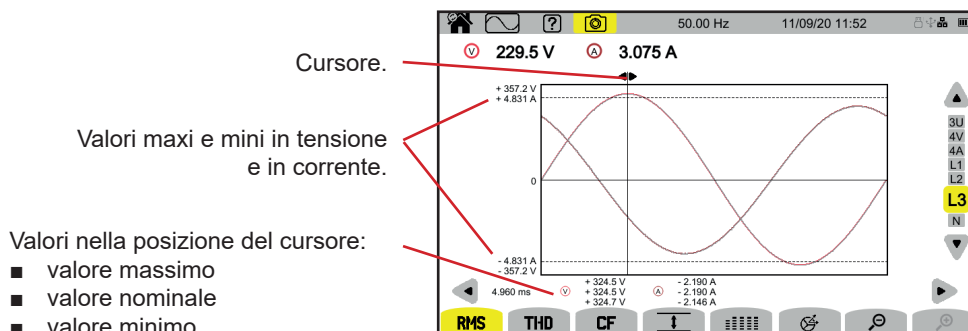 50.00 Hz 11/09/20 11:52
?
V 229.5 V A 3.075 A
Cursore.
+ 357.2 V
+ 4.831 A
Valori maxi e mini in tensione
e in corrente.
0
3U
4V
4A
L1
L2
L3
N
- 4.831 A
- 357.2 V
Valori nella posizione del cursore:
■ valore massimo
■ valore nominale
■ valore minimo
4.960 ms
V
+ 324.5 V
+ 324.5 V
+ 324.7 V
A
- 2.190 A
- 2.190 A
- 2.146 A
RMS THD CF